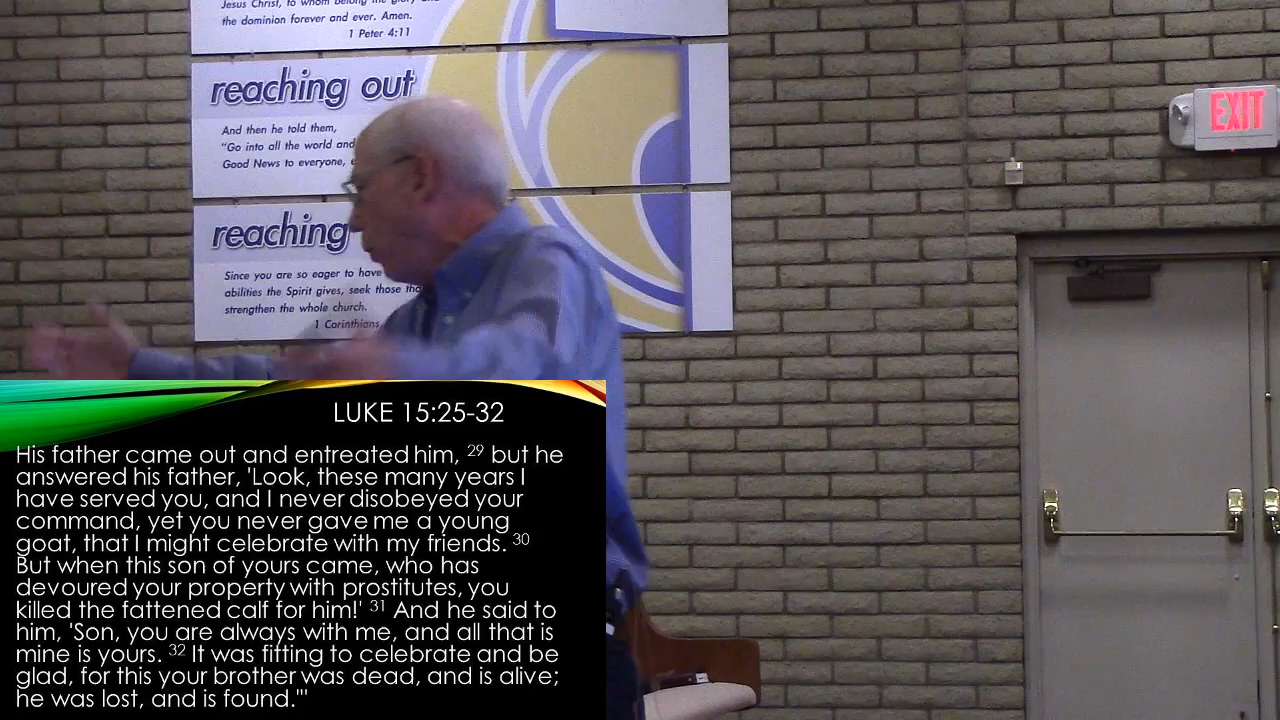 Jesus Christ, to whom belong the glory and
the dominion forever and ever. Amen.
1 Peter 4:11
reaching out
And then he told them,
"Go into all the world and
Good News to everyone,
reaching
Since you are so eager to have
abilities the Spirit gives, seek those that
strengthen the whole church.
1 Corinthians
EXIT
LUKE 15:25-32
His father came out and entreated him, 29 but he
answered his father, 'Look, these many years I
have served you, and I never disobeyed your
command, yet you never gave me a young
goat, that I might celebrate with my friends. 30
But when this son of yours came, who has
devoured your property with prostitutes, you
killed the fattened calf for him!' 31 And he said to
him, 'Son, you are always with me, and all that is
mine is yours. 32 It was fitting to celebrate and be
glad, for this your brother was dead, and is alive;
he was lost, and is found.'"